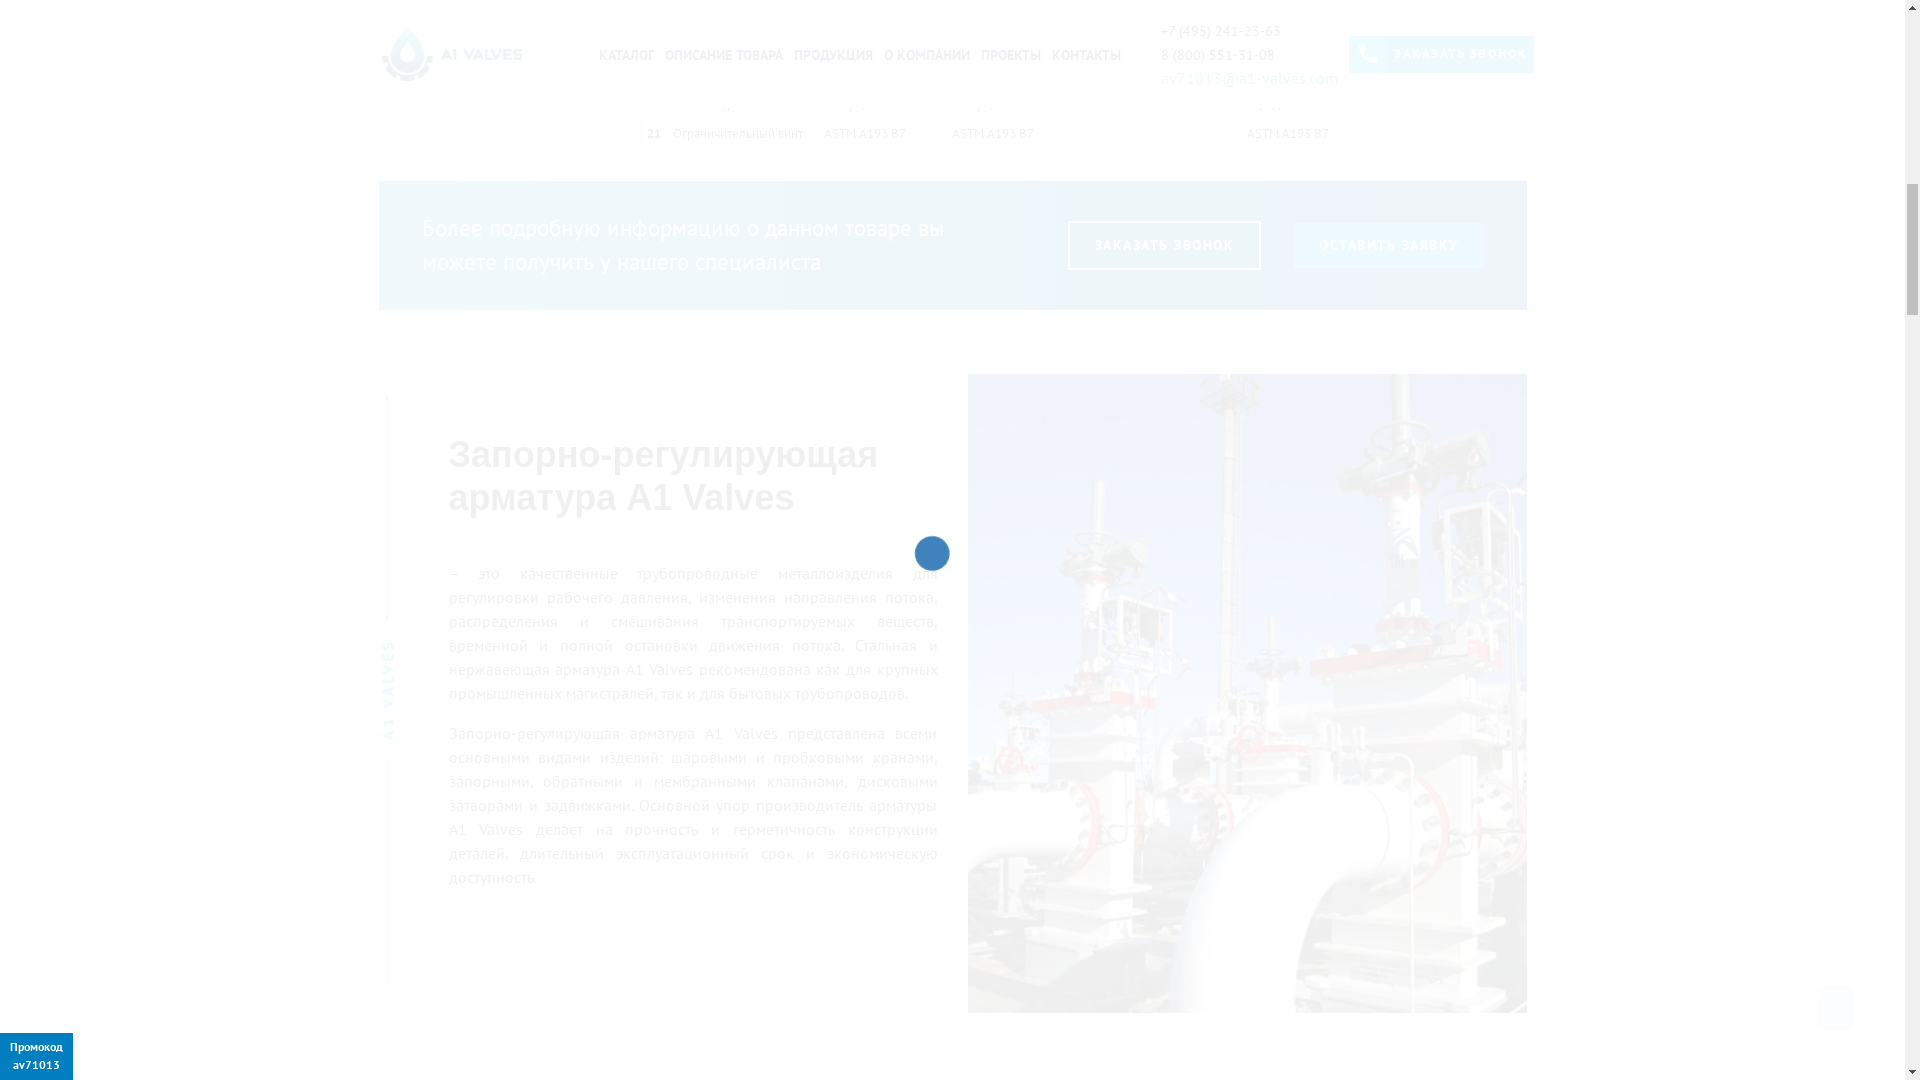 A1 VALVES
КАТАЛОГ ОПИСАНИЕ ТОВАРА ПРОДУКЦИЯ О КОМПАНИИ ПРОЕКТЫ КОНТАКТЫ
+7 (495) 241-23-63
8 (800) 551-31-08
av71013@a1-valves.com
ЗАКАЗАТЬ ЗВОНОК
21 Ограничительный винт ASTM A193 B7 ASTM A193 B7 ASTM A193 B7
Более подробную информацию о данном товаре вы
можете получить у нашего специалиста
ЗАКАЗАТЬ ЗВОНОК
ОСТАВИТЬ ЗАЯВКУ
A1 VALVES
Запорно-регулирующая
арматура A1 Valves
– это качественные трубопроводные металлоизделия для
регулировки рабочего давления, изменения направления потока,
распределения и смешивания транспортируемых веществ,
временной и полной остановки движения потока. Стальная и
нержавеющая арматура A1 Valves рекомендована как для крупных
промышленных магистралей, так и для бытовых трубопроводов.
Запорно-регулирующая арматура A1 Valves представлена всеми
основными видами изделий: шаровыми и пробковыми кранами,
запорными, обратными и мембранными клапанами, дисковыми
затворами и задвижками. Основной упор производитель арматуры
A1 Valves делает на прочность и герметичность конструкции
деталей, длительный эксплуатационный срок и экономическую
доступность.
Промокод
av71013